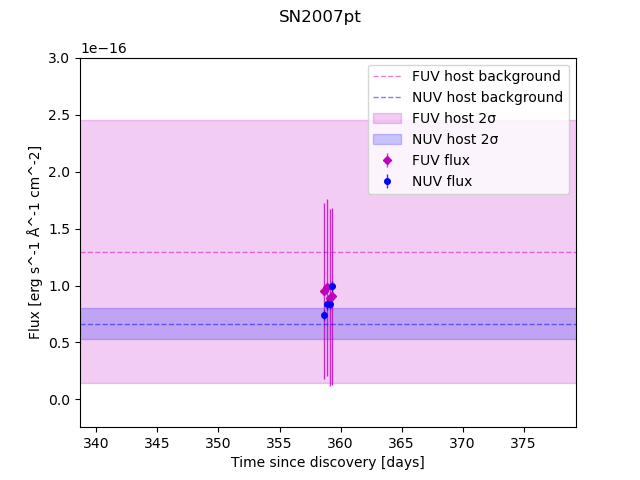 SN2007pt
1e−16
3.0
2.5
2.0
1.5
1.0
0.5
0.0
Flux [erg s^-1 Å^-1 cm^-2]
FUV host background
NUV host background
FUV host 2σ
NUV host 2σ
FUV flux
NUV flux
340 345 350 355 360 365 370 375
Time since discovery [days]